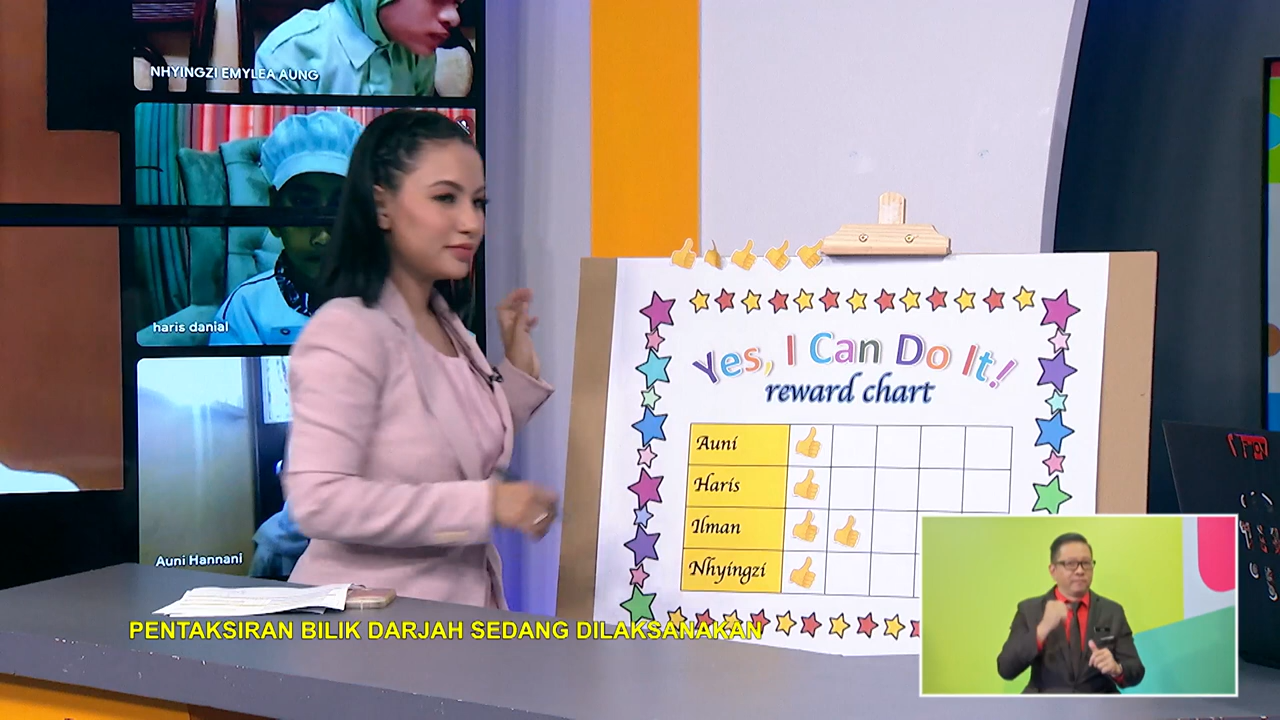 NHYINGZI EMYLEA AUNG
haris danial
Auni Hannani
Yes, I Can Do It!
reward chart
Auni
Haris
Ilman
Nhyingzi
PENTAKSIRAN BILIK DARJAH SEDANG DILAKSANAKAN